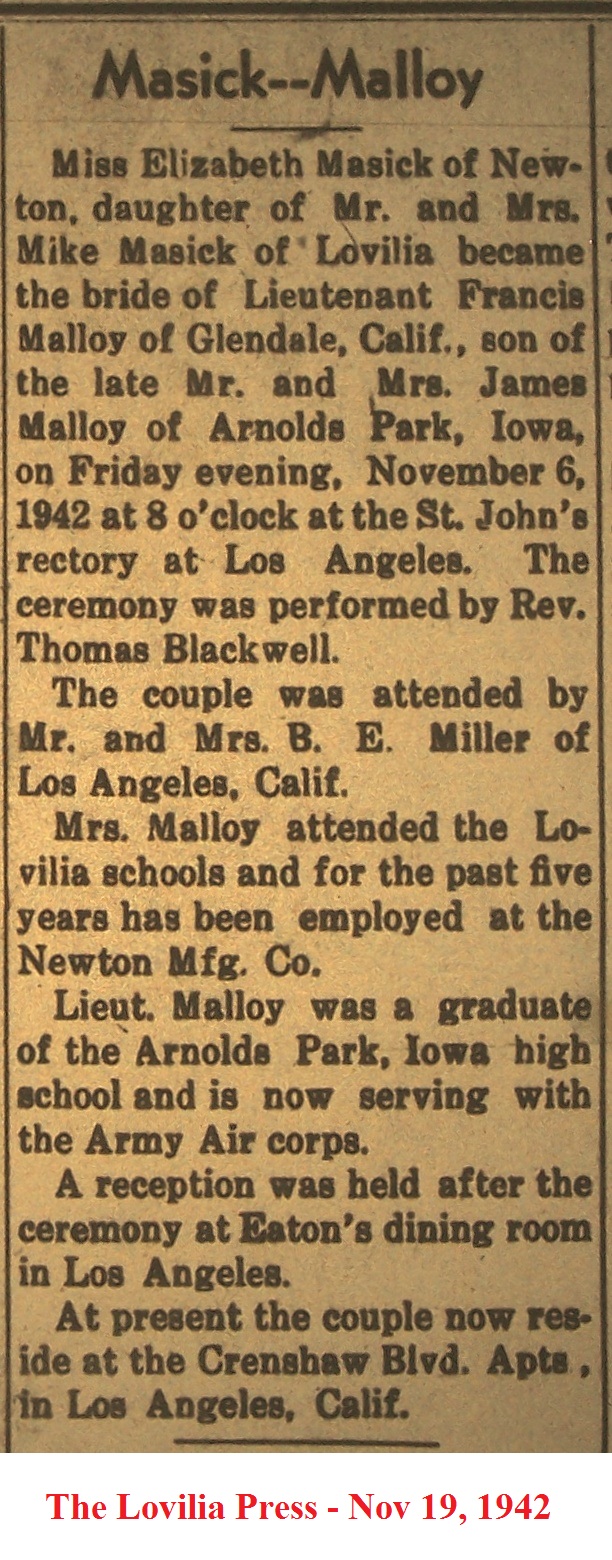 Masick--Malloy
Miss Elizabeth Masick of New-
ton, daughter of Mr. and Mrs.
Mike Masick of Lovilia became
the bride of Lieutenant Francis
Malloy of Glendale, Calif., son of
the late Mr. and Mrs. James
Malloy of Arnolds Park, Iowa,
on Friday evening, November 6,
1942 at 8 o'clock at the St. John's
rectory at Los Angeles. The
ceremony was performed by Rev.
Thomas Blackwell.
The couple was attended by
Mr. and Mrs. B. E. Miller of
Los Angeles, Calif.
Mrs. Malloy attended the Lo-
vilia schools and for the past five
years has been employed at the
Newton Mfg. Co.
Lieut. Malloy was a graduate
of the Arnolds Park, Iowa high
school and is now serving with
the Army Air corps.
A reception was held after the
ceremony at Eaton's dining room
in Los Angeles.
At present the couple now res-
ide at the Crenshaw Blvd. Apts ,
in Los Angeles, Calif.
The Lovilia Press - Nov 19, 1942